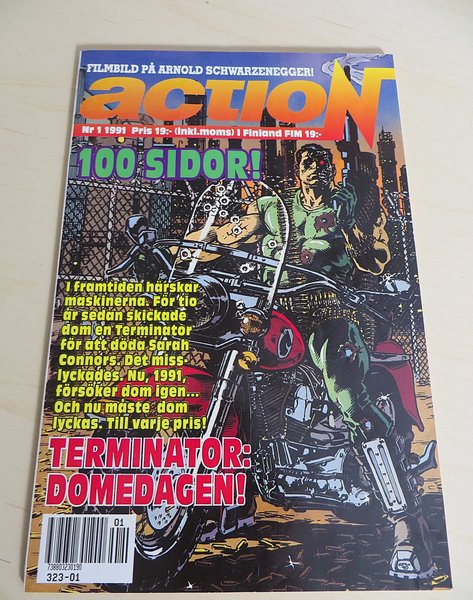 FILMBILD PÅ ARNOLD SCHWARZENEGGER!
action
Nr 1 1991 Pris 19:- (inkl.moms) I Finland FIM 19:-
100 SIDOR!
I framtiden härskar
maskinerna. För tio
år sedan skickade
dom en Terminator
för att döda Sarah
Connors. Det miss-
lyckades. Nu, 1991,
försöker dom igen...
Och nu måste dom
lyckas. Till varje pris!
TERMINATOR:
DOMEDAGEN!
01
7388032301​90
323-01